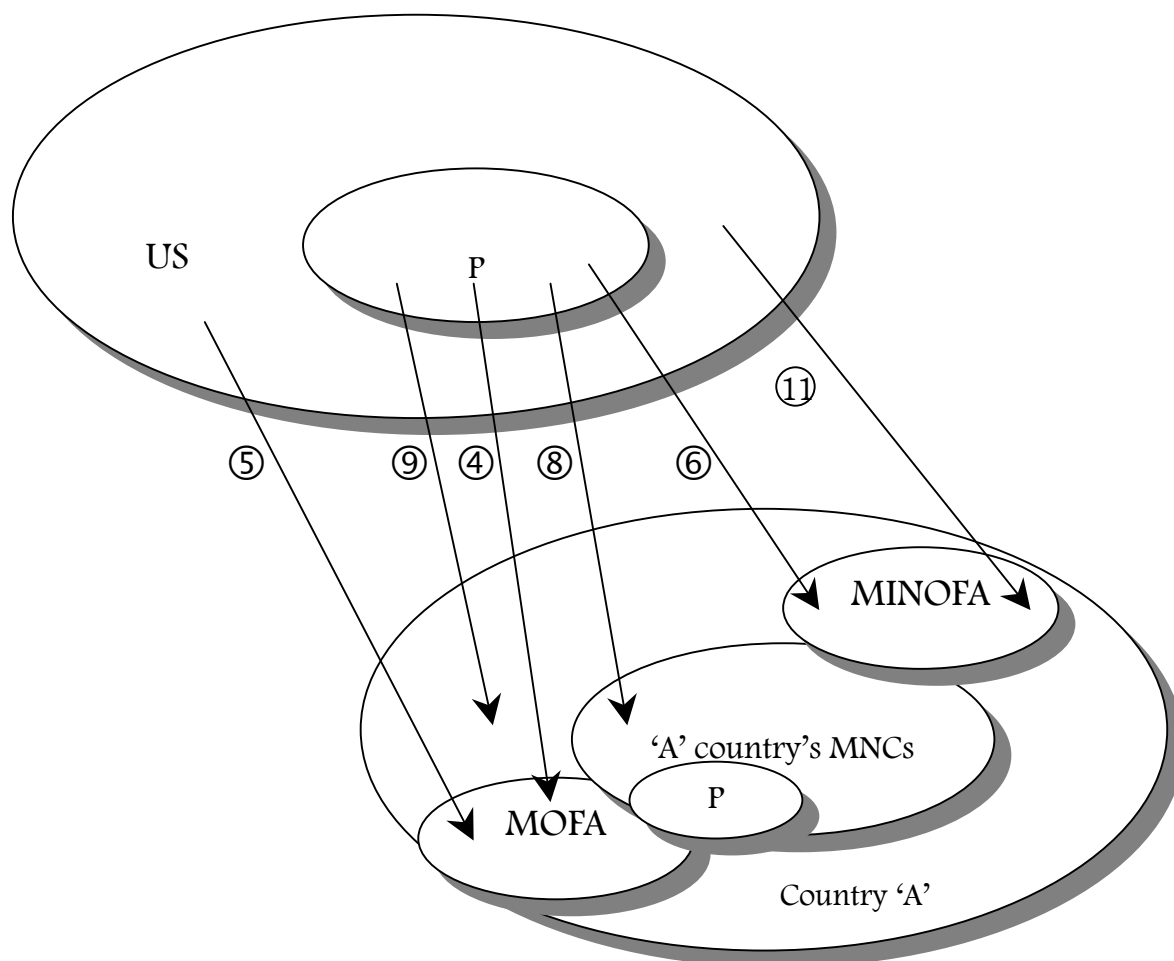 US
P
⑪
⑤
⑨
④
⑧
⑥
MINOFA
‘A’ country’s MNCs
P
MOFA
Country ‘A’